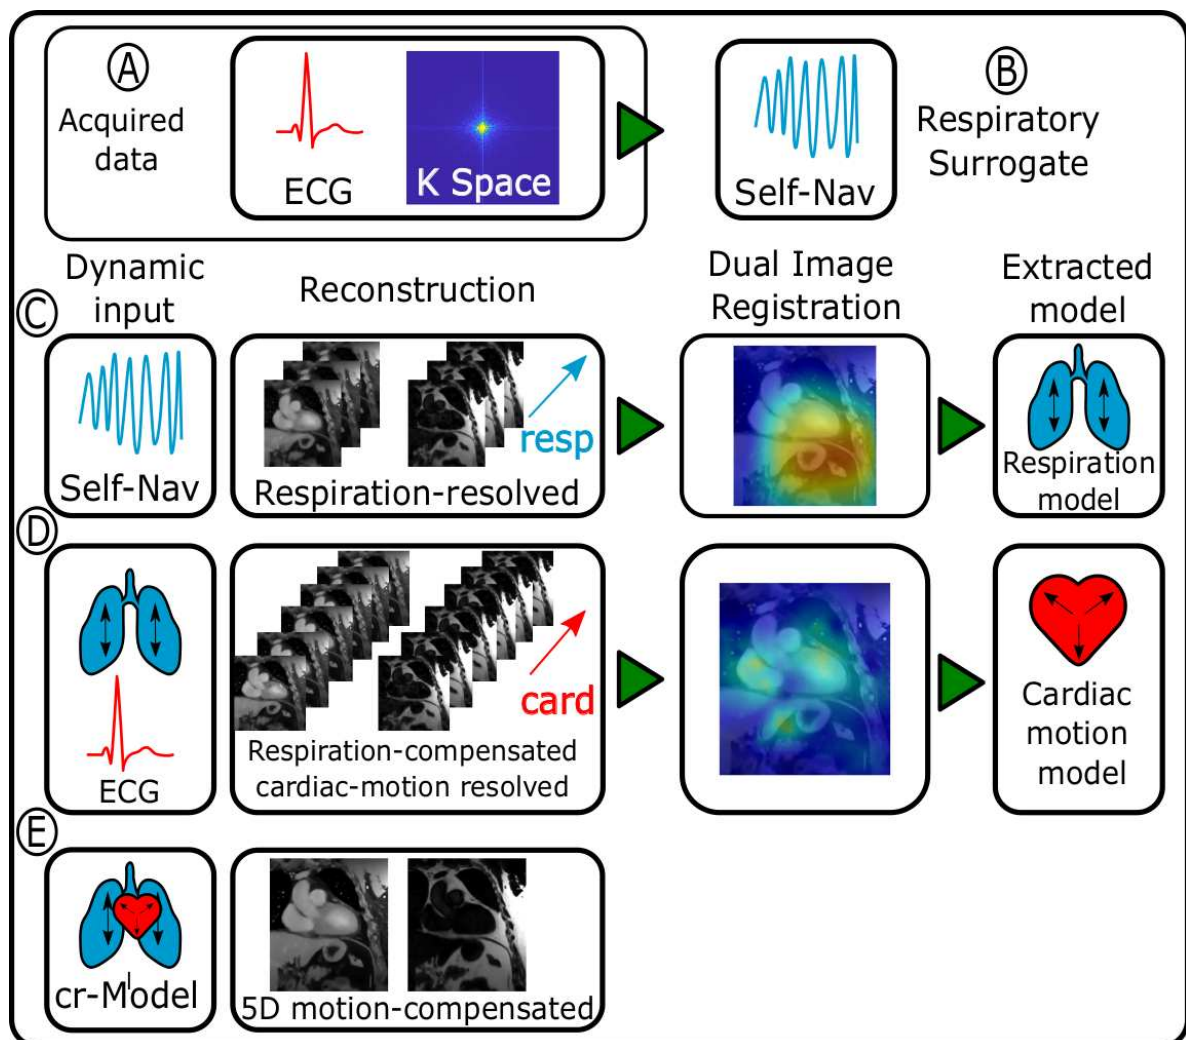 A
Acquired
data
ECG
K Space
Self-Nav
B
Respiratory
Surrogate
Dynamic
input
Reconstruction
Dual Image
Registration
Extracted
model
C
Self-Nav
resp
Respiration-resolved
Respiration
model
D
ECG
card
Respiration-compensated
cardiac-motion resolved
Cardiac
motion
model
E
cr-Model
5D motion-compensated